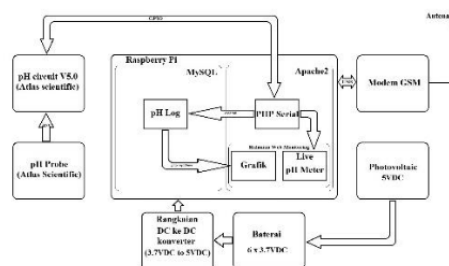 GPIO
Antena
Raspberry Pi
MySQL
Apache2
pH circuit V5.0
(Atlas scientific)
Modem GSM
pH Log
PHP Serial
pH Probe
(Atlas Scientific)
Halaman Web Monitoring
Grafik
Live
pH Meter
Photovoltaic
5VDC
Rangkaian
DC ke DC
konverter
(3.7VDC to 5VDC)
Baterai
6 x 3.7VDC